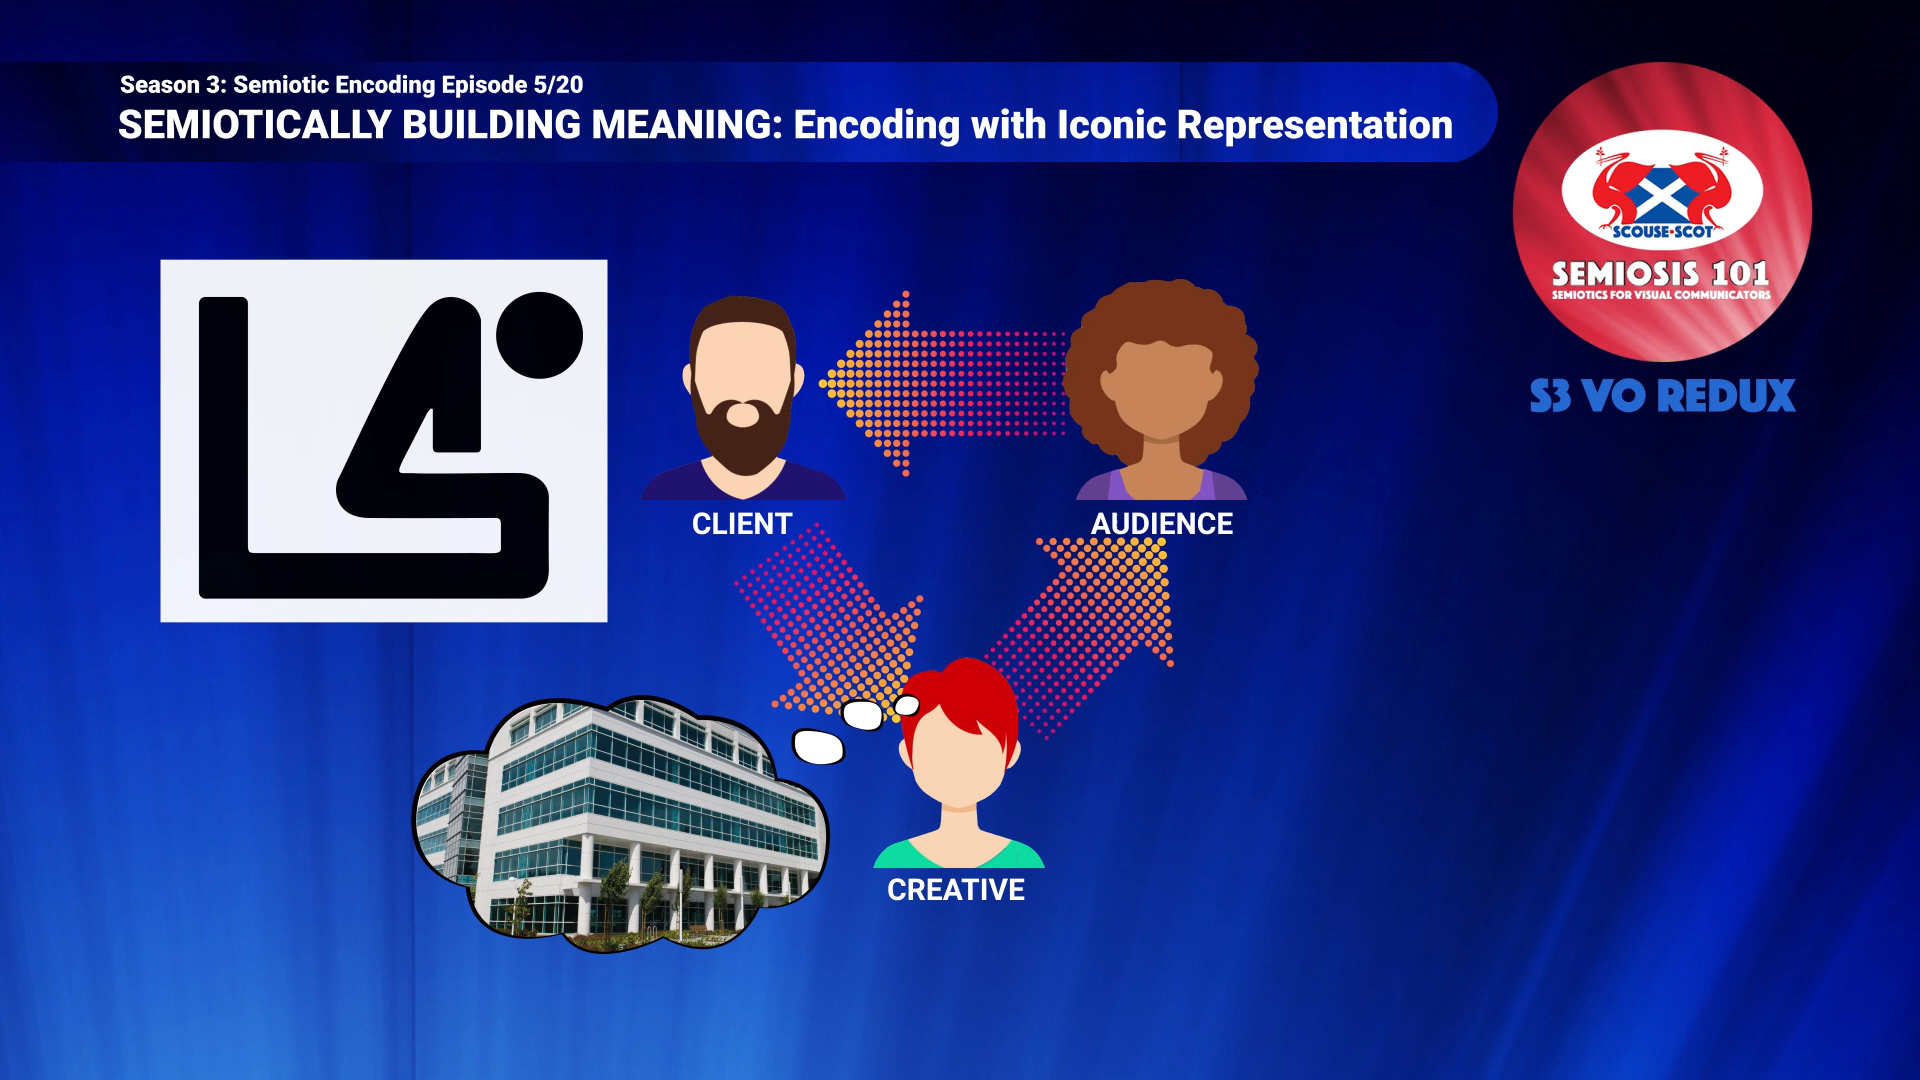 Season 3: Semiotic Encoding Episode 5/20
SEMIOTICALLY BUILDING MEANING: Encoding with Iconic Representation
SCOUSE•SCOT
SEMIOSIS 101
SEMIOTICS FOR VISUAL COMMUNICATORS
S3 VO REDUX
CLIENT
AUDIENCE
CREATIVE